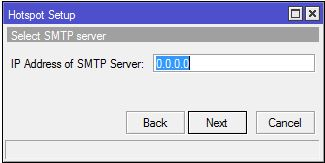 Hotspot Setup
Select SMTP server
IP Address of SMTP Server: 0.0.0.0
Back Next Cancel